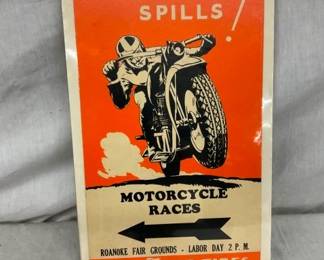 SPILLS!
MOTORCYCLE
RACES
ROANOKE FAIR GROUNDS - LABOR DAY 2 P. M.